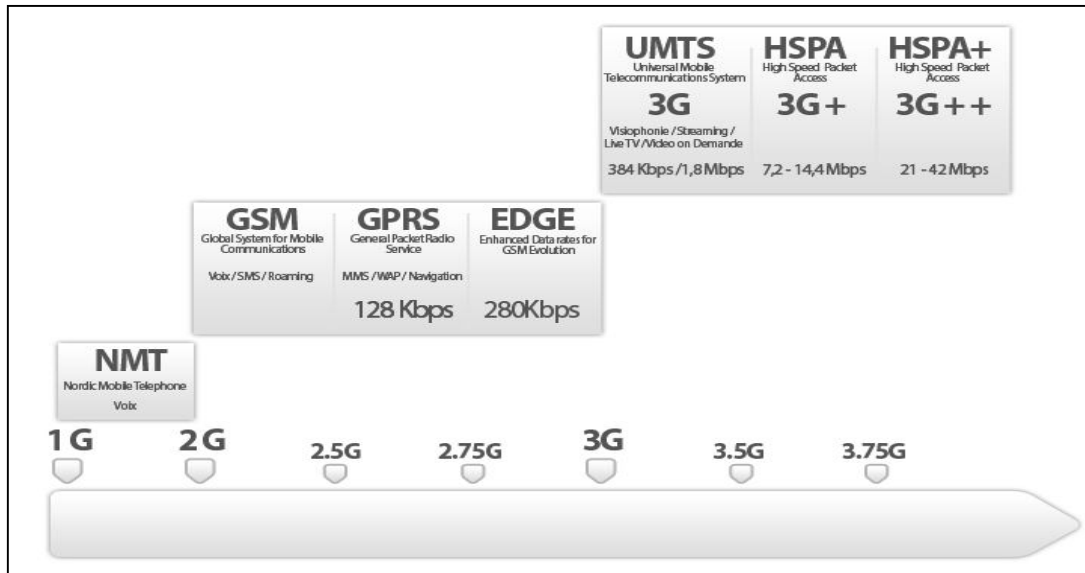 UMTS
Universal Mobile
Telecommunications System
3G
Visiophonie / Streaming /
Live TV / Video on Demande
384 Kbps /1,8 Mbps
HSPA
High Speed Packet
Access
3G+
7,2 - 14,4 Mbps
HSPA+
High Speed Packet
Access
3G++
21 - 42 Mbps
GSM
Global System for Mobile
Communications
Voix / SMS / Roaming
GPRS
General Packet Radio
Service
MMS / WAP / Navigation
128 Kbps
EDGE
Enhanced Data rates for
GSM Evolution
280Kbps
NMT
Nordic Mobile Telephone
Voix
1G
2G
2.5G
2.75G
3G
3.5G
3.75G